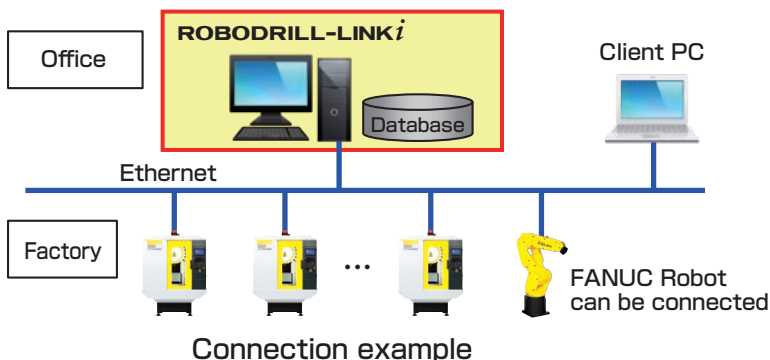 ROBODRILL-LINKi
Office
Client PC
Database
Ethernet
Factory
...
FANUC Robot
can be connected
Connection example